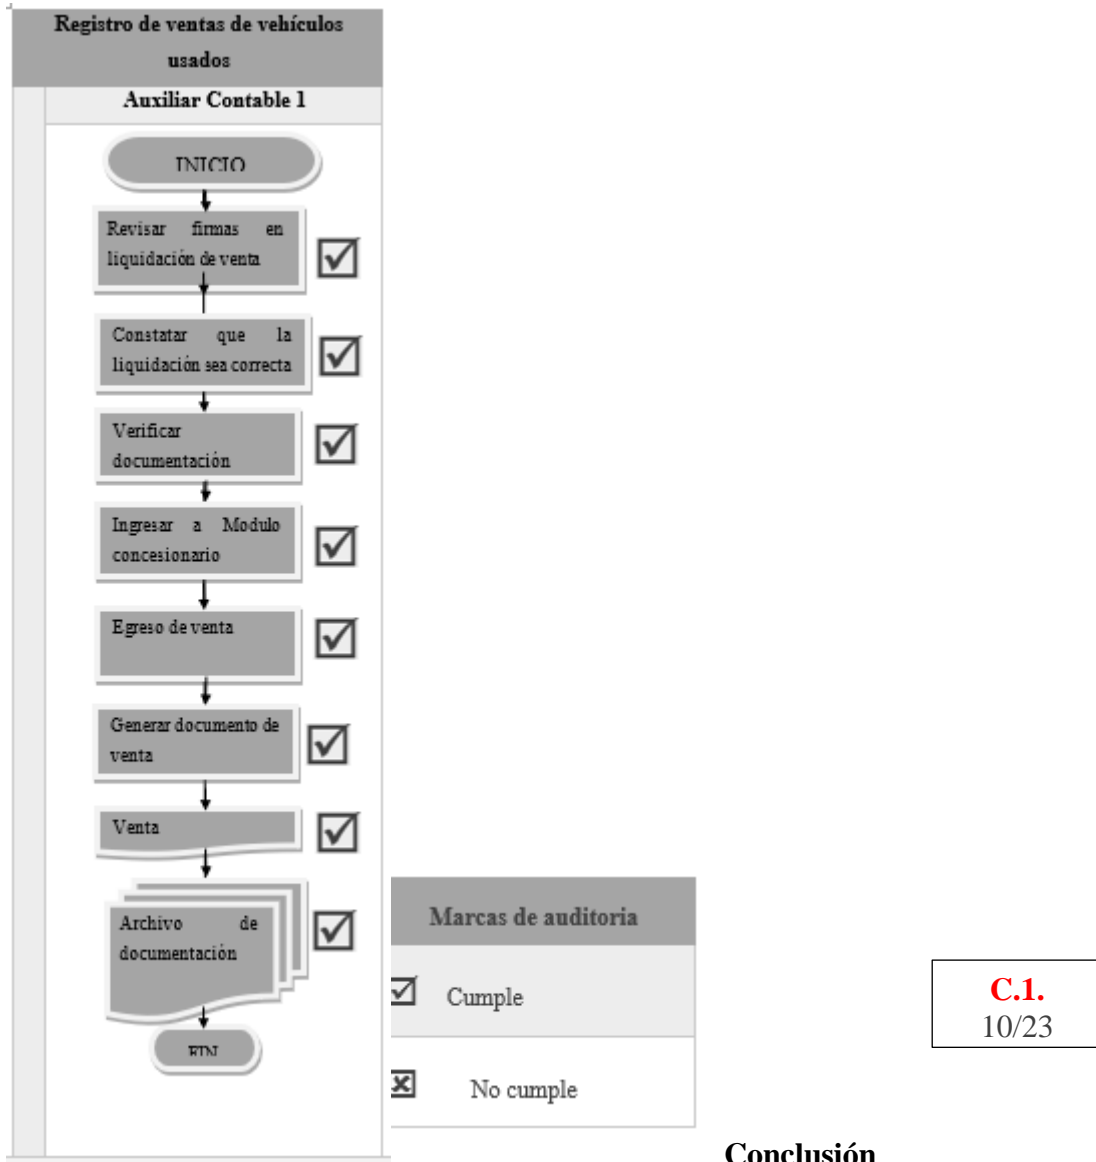 Registro de ventas de vehículos
usados
Auxiliar Contable 1
INICIO
Revisar firmas en
liquidación de venta
Constatar que la
liquidación sea correcta
Verificar
documentación
Ingresar a Modulo
concesionario
Egreso de venta
Generar documento de
venta
Venta
Archivo de
documentación
FIN
Marcas de auditoria
Cumple
No cumple
C.1.
10/23
Conclusión